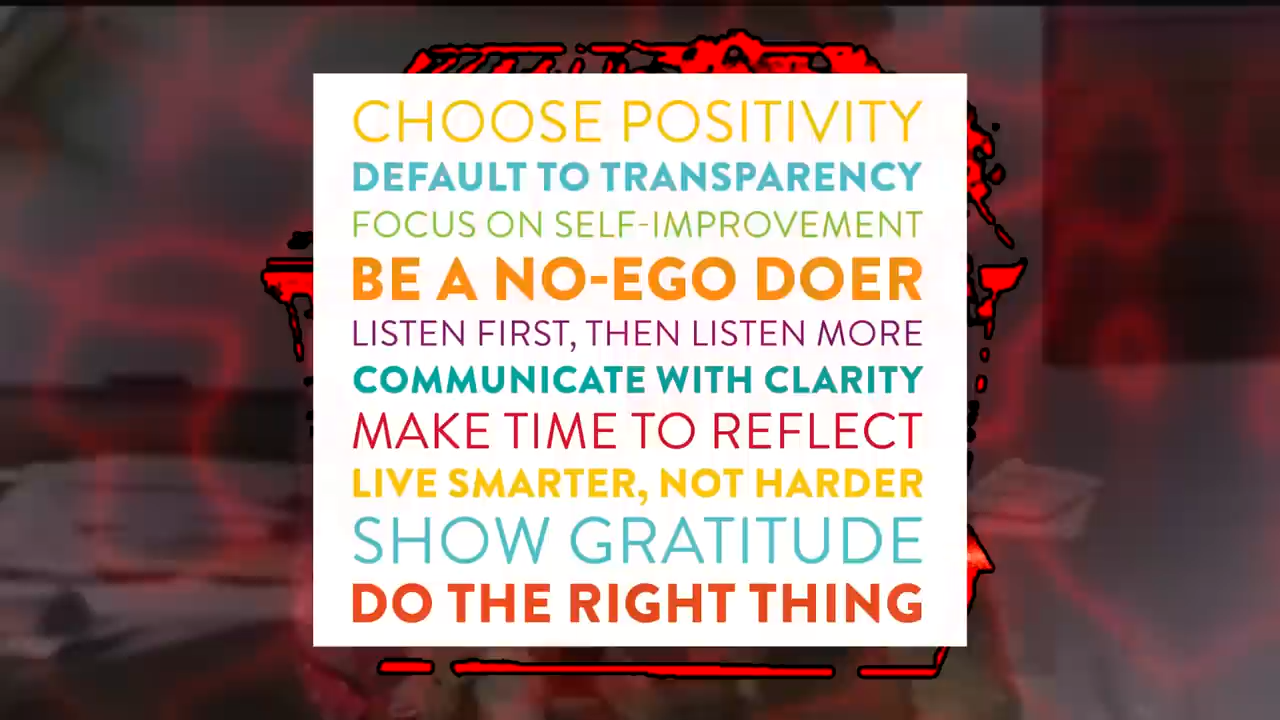 CHOOSE POSITIVITY
DEFAULT TO TRANSPARENCY
FOCUS ON SELF-IMPROVEMENT
BE A NO-EGO DOER
LISTEN FIRST, THEN LISTEN MORE
COMMUNICATE WITH CLARITY
MAKE TIME TO REFLECT
LIVE SMARTER, NOT HARDER
SHOW GRATITUDE
DO THE RIGHT THING